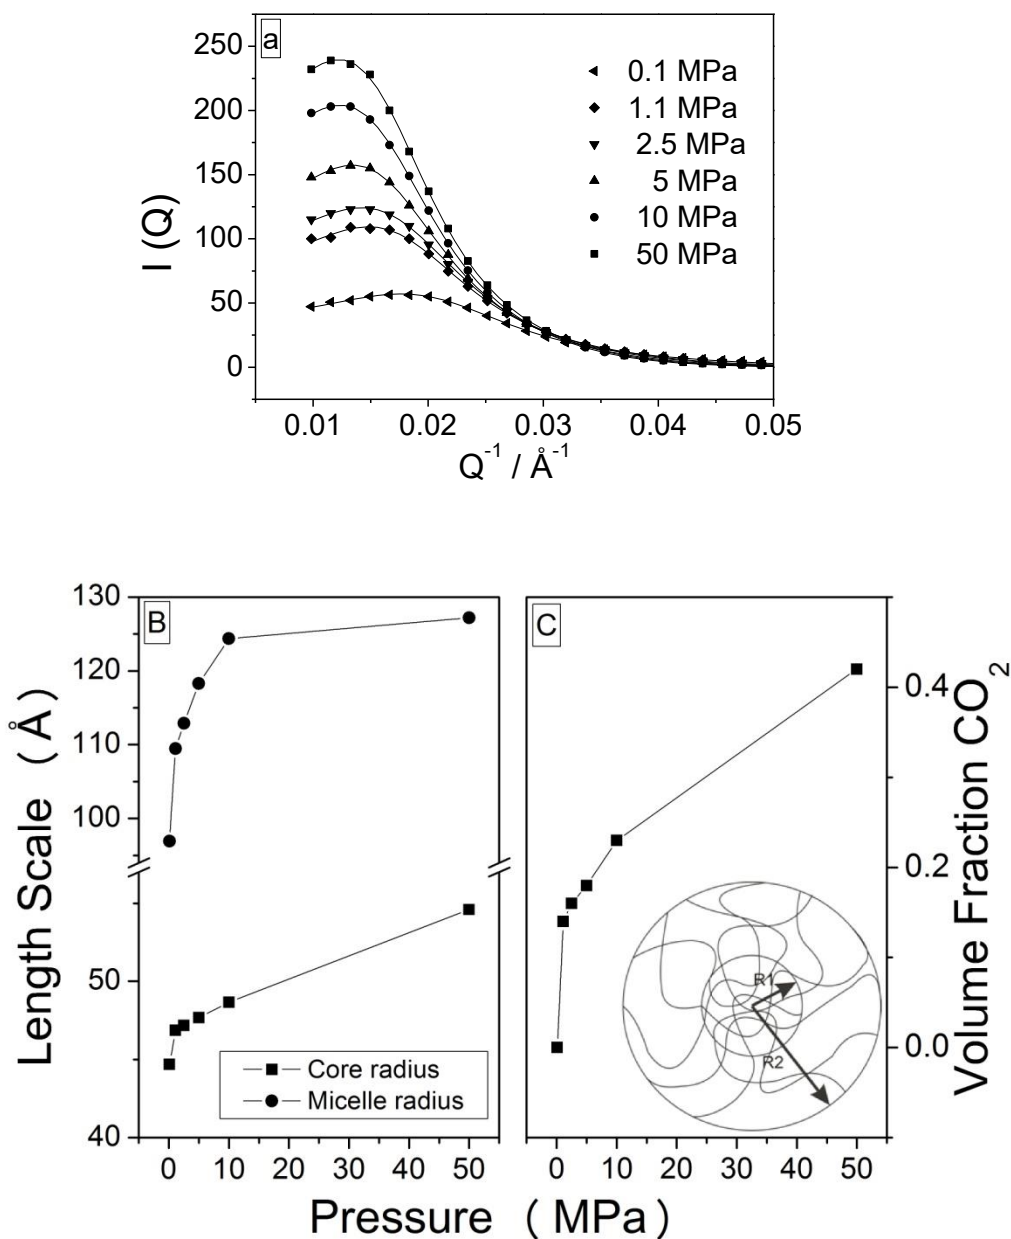 a
I (Q)
250
200
150
100
50
0
0.1 MPa
1.1 MPa
2.5 MPa
5 MPa
10 MPa
50 MPa
0.01 0.02 0.03 0.04 0.05
Q⁻¹ / Å⁻¹
B
Length Scale ( Å )
130
120
110
100
50
40
Core radius
Micelle radius
0 10 20 30 40 50
C
Volume Fraction CO₂
0.4
0.2
0.0
R1
R2
0 10 20 30 40 50
Pressure ( MPa )